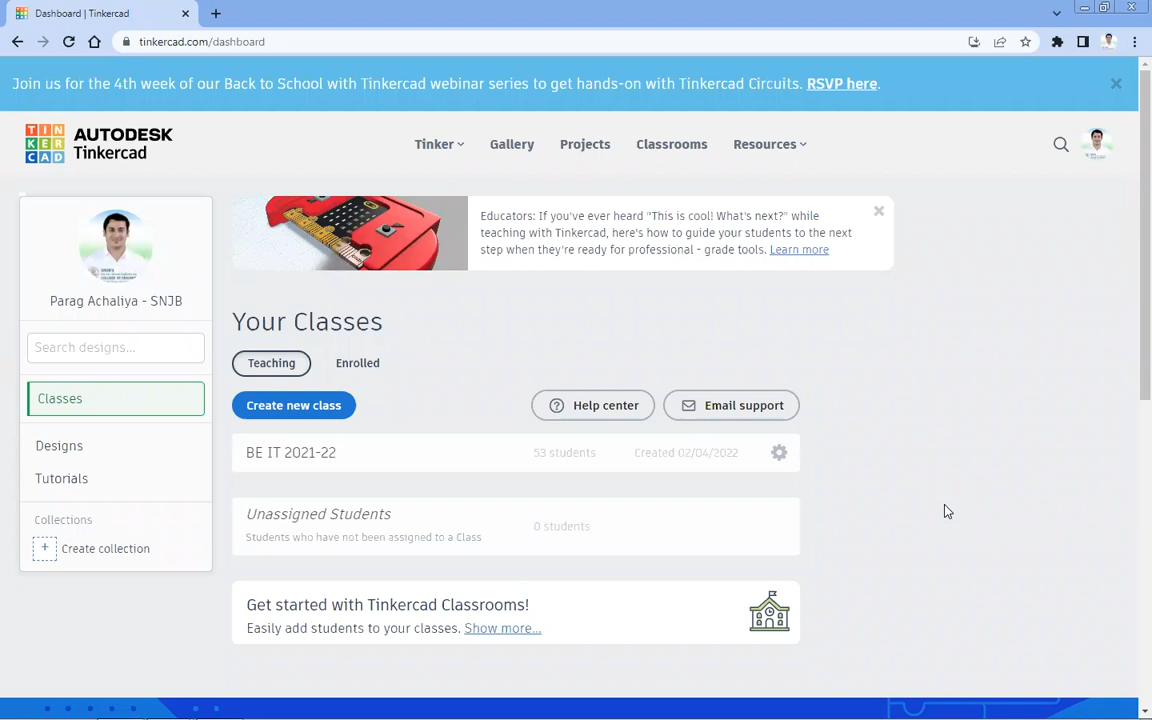 Dashboard | Tinkercad
tinkercad.com/dashboard
Join us for the 4th week of our Back to School with Tinkercad webinar series to get hands-on with Tinkercad Circuits. RSVP here.
TIN
KER
CAD
AUTODESK
Tinkercad
Tinker
Gallery
Projects
Classrooms
Resources
Parag Achaliya - SNJB
Search designs...
Classes
Designs
Tutorials
Collections
+ Create collection
Educators: If you've ever heard "This is cool! What's next?" while
teaching with Tinkercad, here's how to guide your students to the next
step when they're ready for professional - grade tools. Learn more
Your Classes
Teaching
Enrolled
Create new class
Help center
Email support
BE IT 2021-22
53 students
Created 02/04/2022
Unassigned Students
Students who have not been assigned to a Class
0 students
Get started with Tinkercad Classrooms!
Easily add students to your classes. Show more...